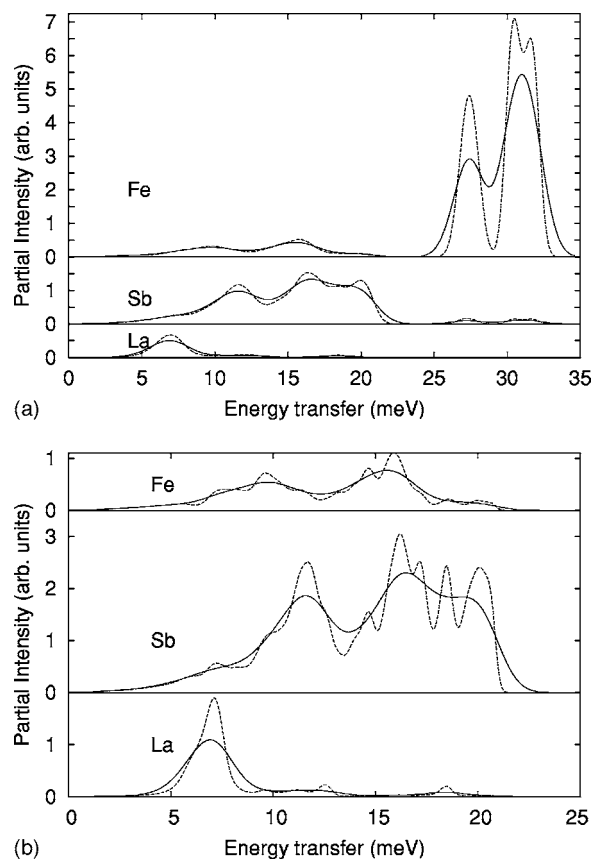 Partial Intensity (arb. units)
7
6
5
4
3
2
1
0
Fe
1
0
Sb
0
La
0 5 10 15 20 25 30 35
(a) Energy transfer (meV)
Partial Intensity (arb. units)
1
0
Fe
3
2
1
0
Sb
1
0
La
0 5 10 15 20 25
(b) Energy transfer (meV)